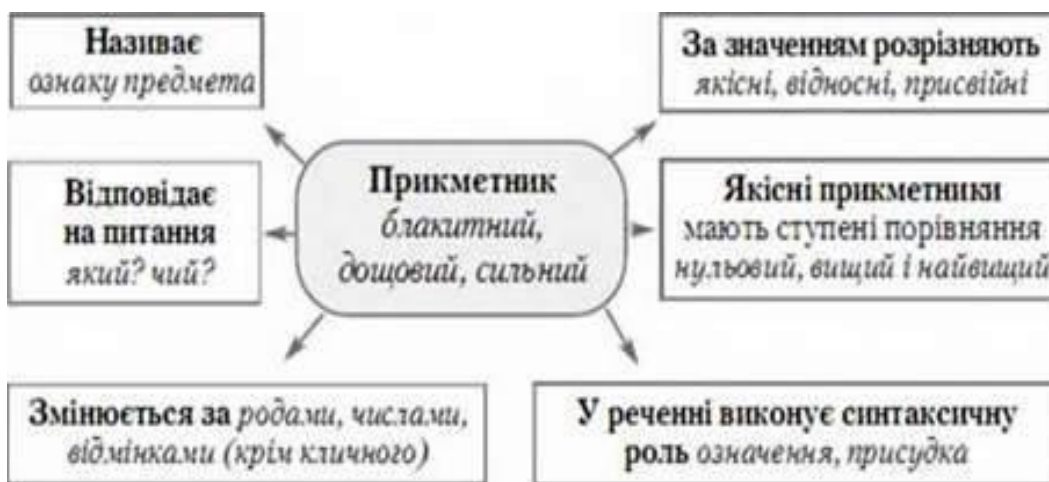 Називає
ознаку предмета
За значенням розрізняють
якісні, відносні, присвійні
Прикметник
блакитний,
дощовий, сильний
Відповідає
на питання
який? чий?
Якісні прикметники
мають ступені порівняння
нульовий, вищий і найвищий
Змінюється за родами, числами,
відмінками (крім кличного)
У реченні виконує синтаксичну
роль означення, присудка